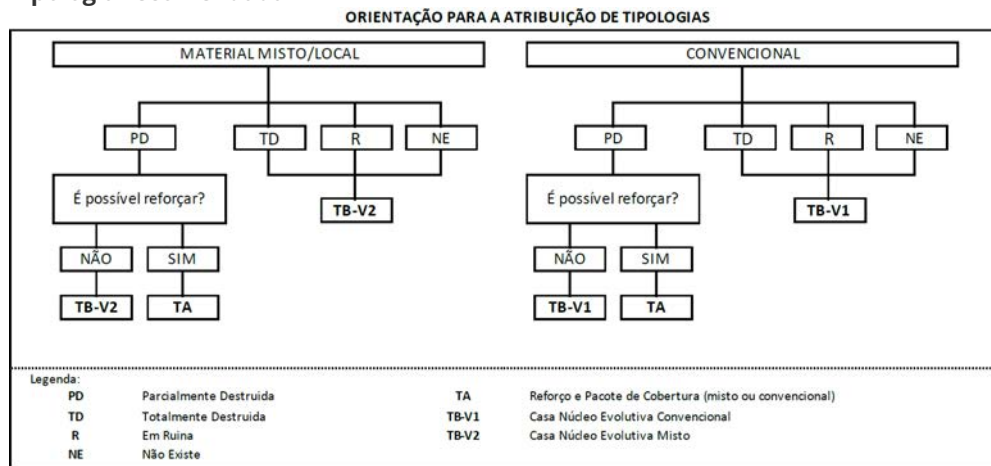 ORIENTAÇÃO PARA A ATRIBUIÇÃO DE TIPOLOGIAS
MATERIAL MISTO/LOCAL CONVENCIONAL
PD TD R NE PD TD R NE
É possível reforçar? TB-V2 É possível reforçar? TB-V1
NÃO SIM NÃO SIM
TB-V2 TA TB-V1 TA
Legenda:
PD Parcialmente Destruida TA Reforço e Pacote de Cobertura (misto ou convencional)
TD Totalmente Destruida TB-V1 Casa Núcleo Evolutiva Convencional
R Em Ruina TB-V2 Casa Núcleo Evolutiva Misto
NE Não Existe